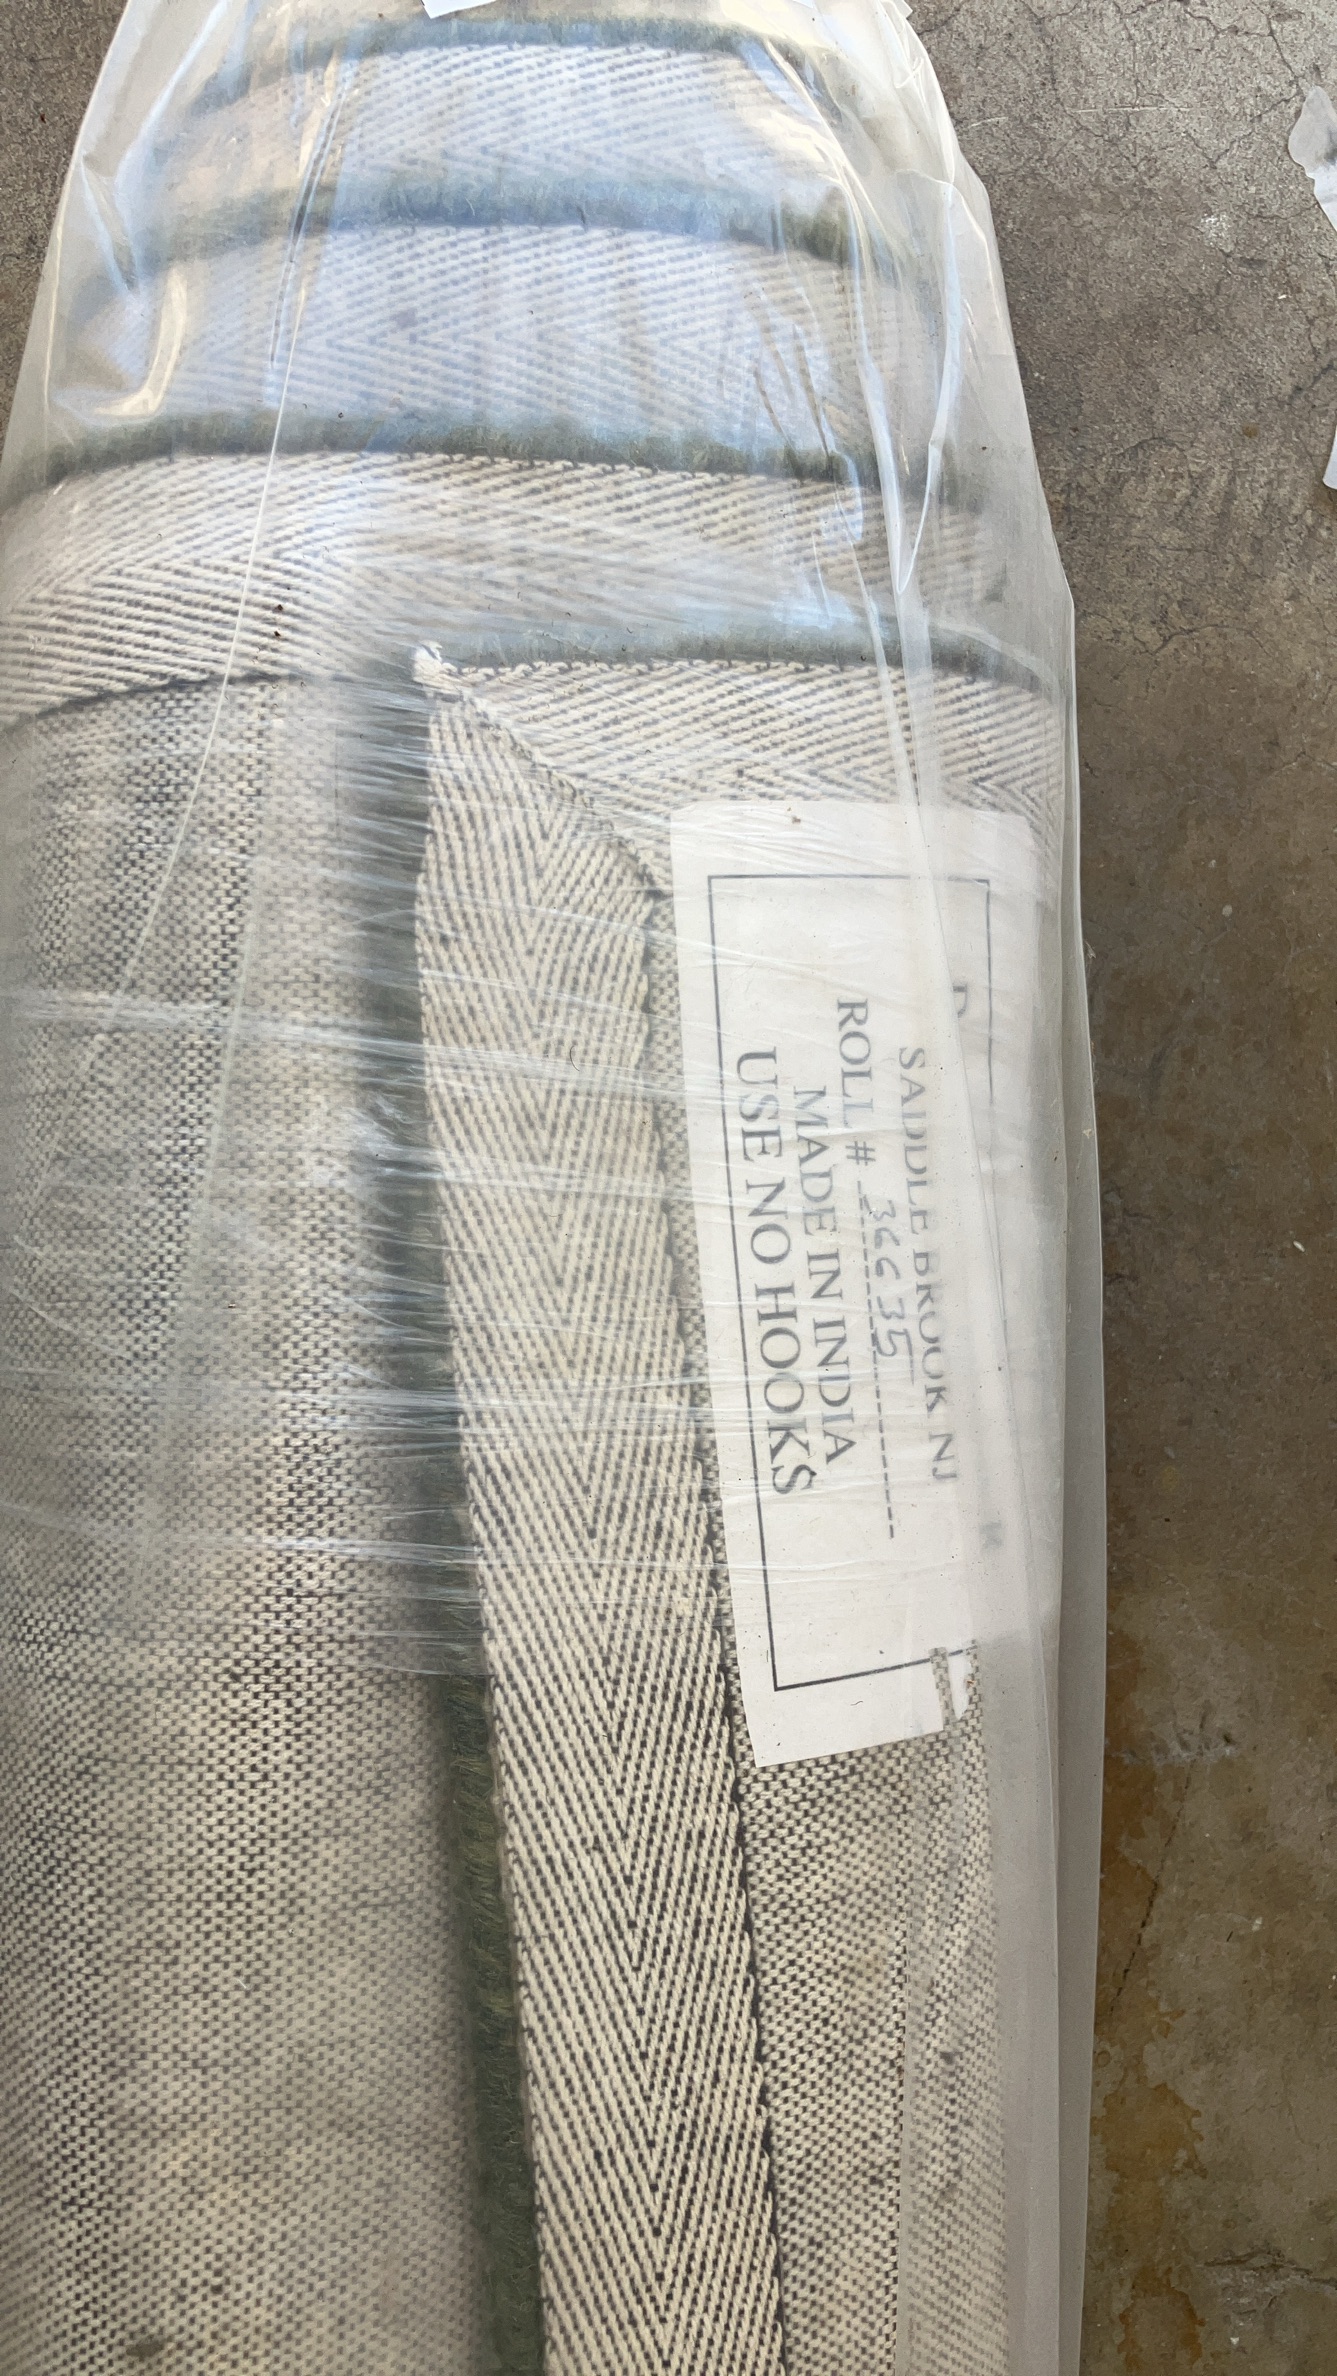 SADDLE BROOK NJ
ROLL # 36635
MADE IN INDIA
USE NO HOOKS